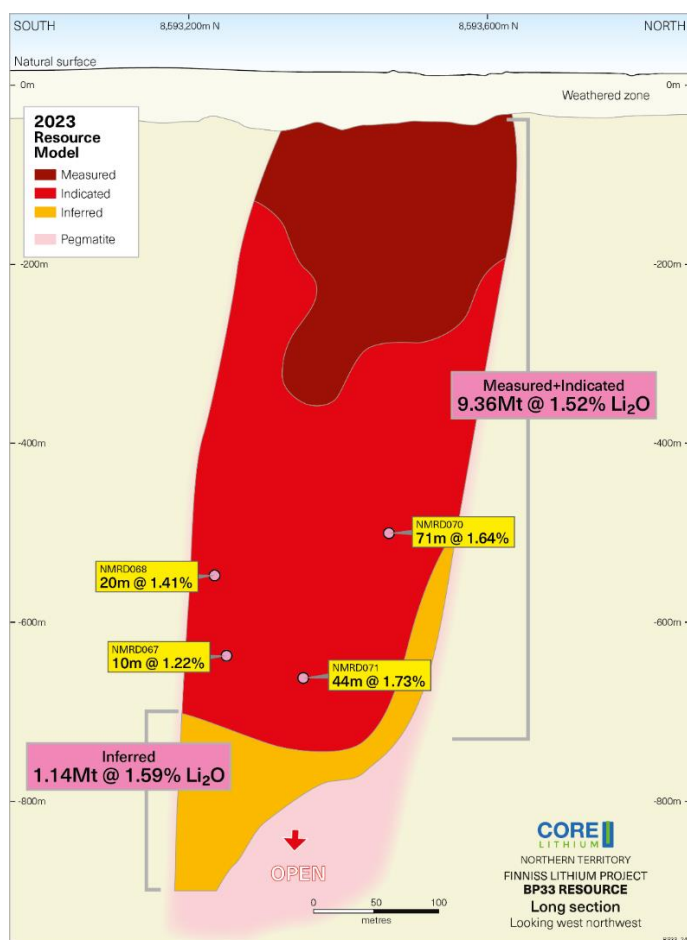 SOUTH
8,593,200m N
8,593,600m N
NORTH
Natural surface
0m
0m
Weathered zone
2023
Resource
Model
Measured
Indicated
Inferred
Pegmatite
-200m
-200m
Measured+Indicated
9.36Mt @ 1.52% Li₂O
-400m
-400m
NMRD070
71m @ 1.64%
NMRD068
20m @ 1.41%
-600m
-600m
NMRD067
10m @ 1.22%
NMRD071
44m @ 1.73%
Inferred
1.14Mt @ 1.59% Li₂O
-800m
-800m
OPEN
0 50 100
metres
CORE
LITHIUM
NORTHERN TERRITORY
FINNISS LITHIUM PROJECT
BP33 RESOURCE
Long section
Looking west northwest